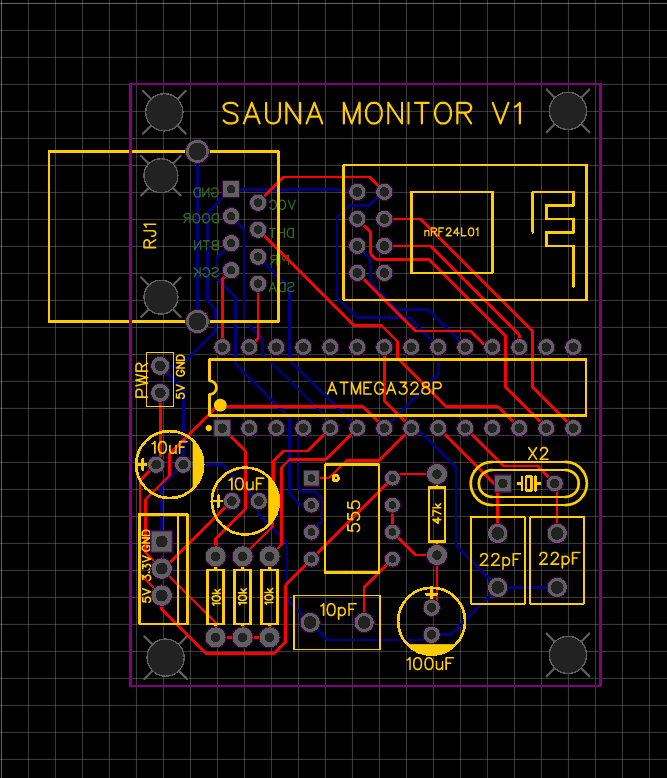 SAUNA MONITOR V1
RJ1
GND
VCC
DOOR
DHT
BTN
PIR
SCK
SDA
nRF24L01
PWR
5V GND
ATMEGA328P
10uF
10uF
X2
555
47k
22pF
22pF
5V 3.3V GND
10k
10k
10k
10pF
100uF